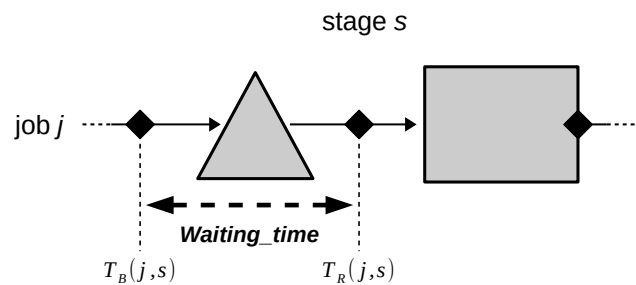 stage s
job j
Waiting_time
T_B(j,s)
T_R(j,s)